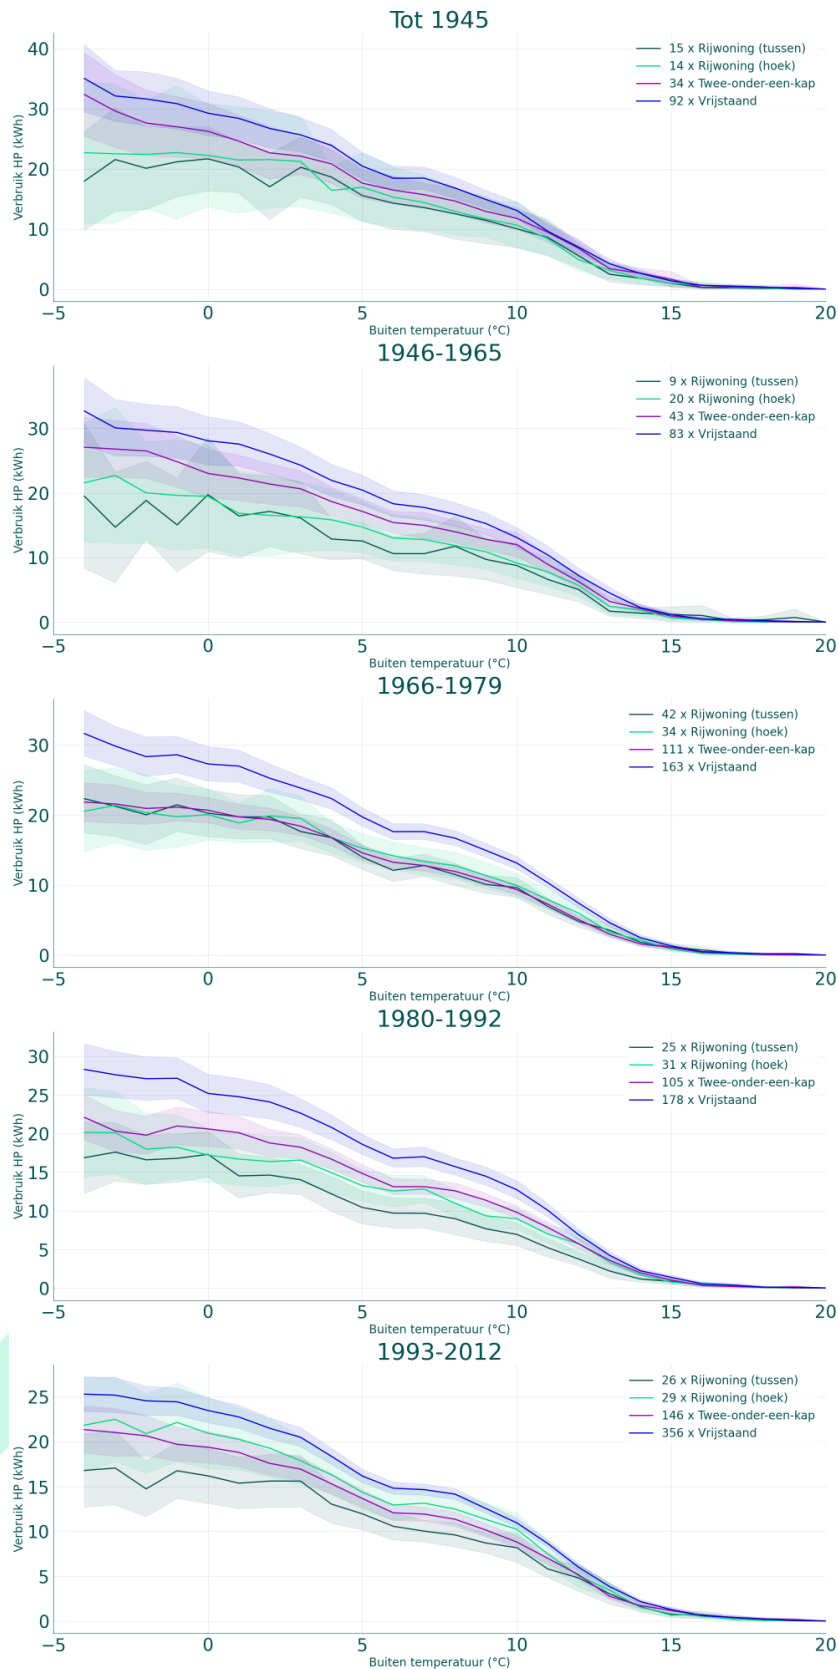 Tot 1945
40
30
20
10
0
Verbruik HP (kWh)
15 x Rijwoning (tussen)
14 x Rijwoning (hoek)
34 x Twee-onder-een-kap
92 x Vrijstaand
−5 0 5 10 15 20
Buiten temperatuur (°C)
1946-1965
30
20
10
0
Verbruik HP (kWh)
9 x Rijwoning (tussen)
20 x Rijwoning (hoek)
43 x Twee-onder-een-kap
83 x Vrijstaand
−5 0 5 10 15 20
Buiten temperatuur (°C)
1966-1979
30
20
10
0
Verbruik HP (kWh)
42 x Rijwoning (tussen)
34 x Rijwoning (hoek)
111 x Twee-onder-een-kap
163 x Vrijstaand
−5 0 5 10 15 20
Buiten temperatuur (°C)
1980-1992
30
25
20
15
10
5
0
Verbruik HP (kWh)
25 x Rijwoning (tussen)
31 x Rijwoning (hoek)
105 x Twee-onder-een-kap
178 x Vrijstaand
−5 0 5 10 15 20
Buiten temperatuur (°C)
1993-2012
25
20
15
10
5
0
Verbruik HP (kWh)
26 x Rijwoning (tussen)
29 x Rijwoning (hoek)
146 x Twee-onder-een-kap
356 x Vrijstaand
−5 0 5 10 15 20
Buiten temperatuur (°C)